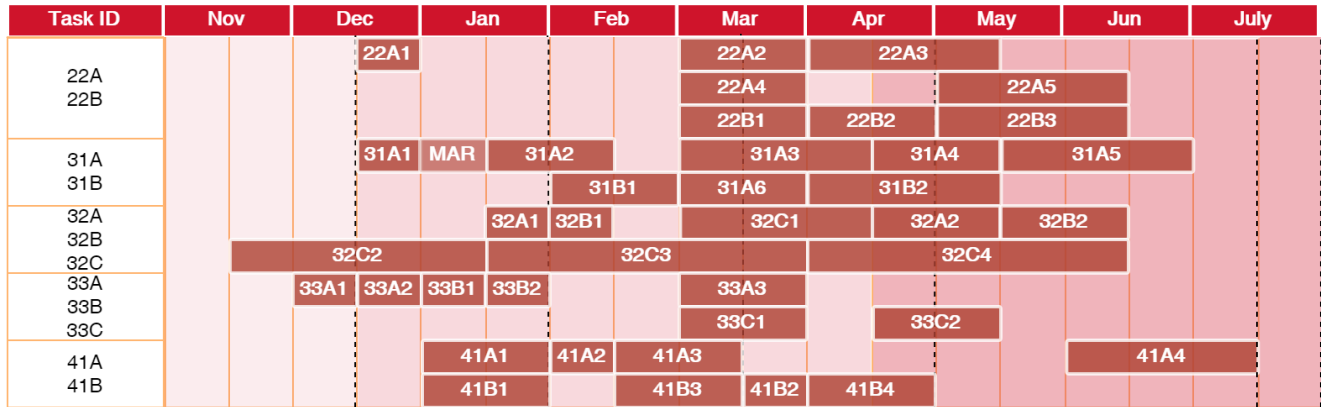 Task ID Nov Dec Jan Feb Mar Apr May Jun July
22A
22B
22A1 22A2 22A3
22A4 22A5
22B1 22B2 22B3
31A
31B
31A1 MAR 31A2 31A3 31A4 31A5
31B1 31A6 31B2
32A
32B
32C
32A1 32B1 32C1 32A2 32B2
32C2 32C3 32C4
33A
33B
33C
33A1 33A2 33B1 33B2 33A3
33C1 33C2
41A
41B
41A1 41A2 41A3 41A4
41B1 41B3 41B2 41B4